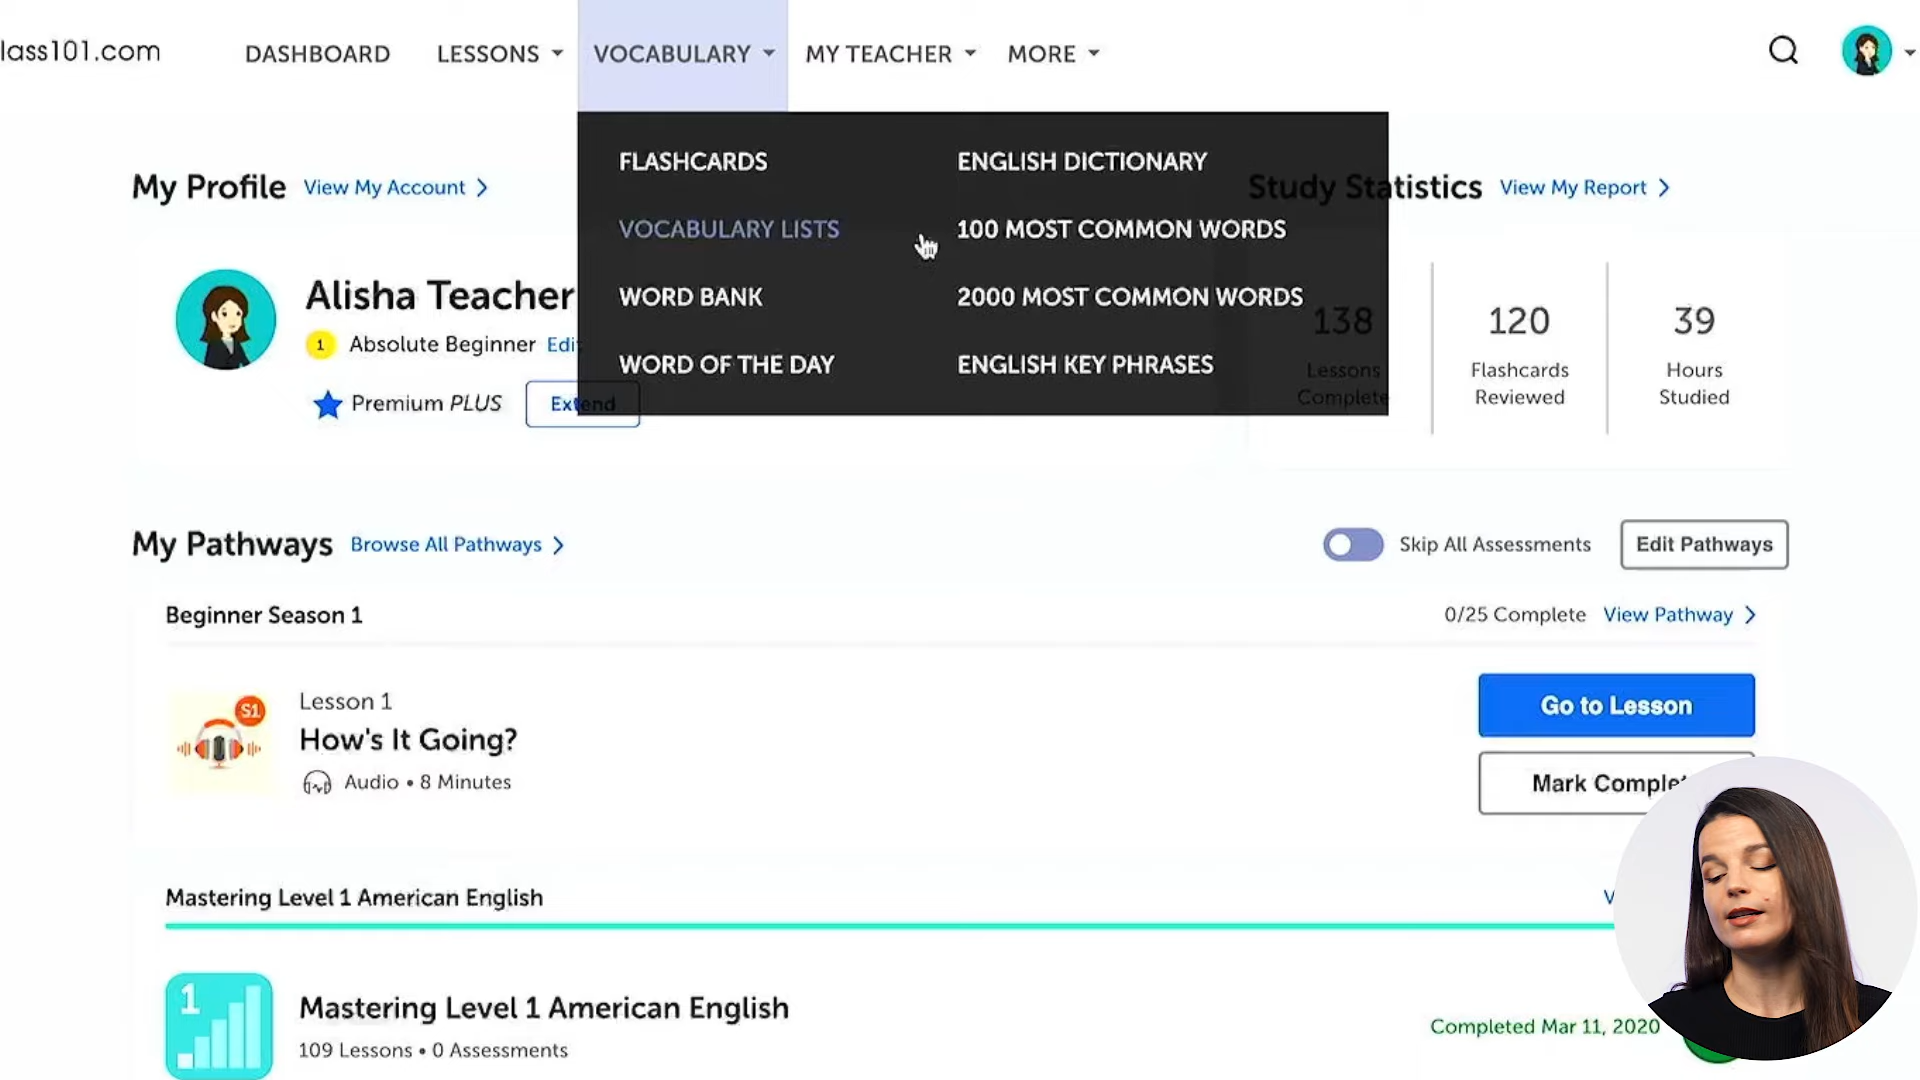 lass101.com
DASHBOARD
LESSONS
VOCABULARY
MY TEACHER
MORE
FLASHCARDS
ENGLISH DICTIONARY
VOCABULARY LISTS
100 MOST COMMON WORDS
WORD BANK
2000 MOST COMMON WORDS
WORD OF THE DAY
ENGLISH KEY PHRASES
My Profile
View My Account
Study Statistics
View My Report
Alisha Teacher
1
Absolute Beginner
Edit
Premium PLUS
Extend
138
Lessons
Complete
120
Flashcards
Reviewed
39
Hours
Studied
My Pathways
Browse All Pathways
Skip All Assessments
Edit Pathways
Beginner Season 1
0/25 Complete
View Pathway
S1
Lesson 1
How's It Going?
Audio • 8 Minutes
Go to Lesson
Mark Complet
Mastering Level 1 American English
V
1
Mastering Level 1 American English
109 Lessons • 0 Assessments
Completed Mar 11, 2020